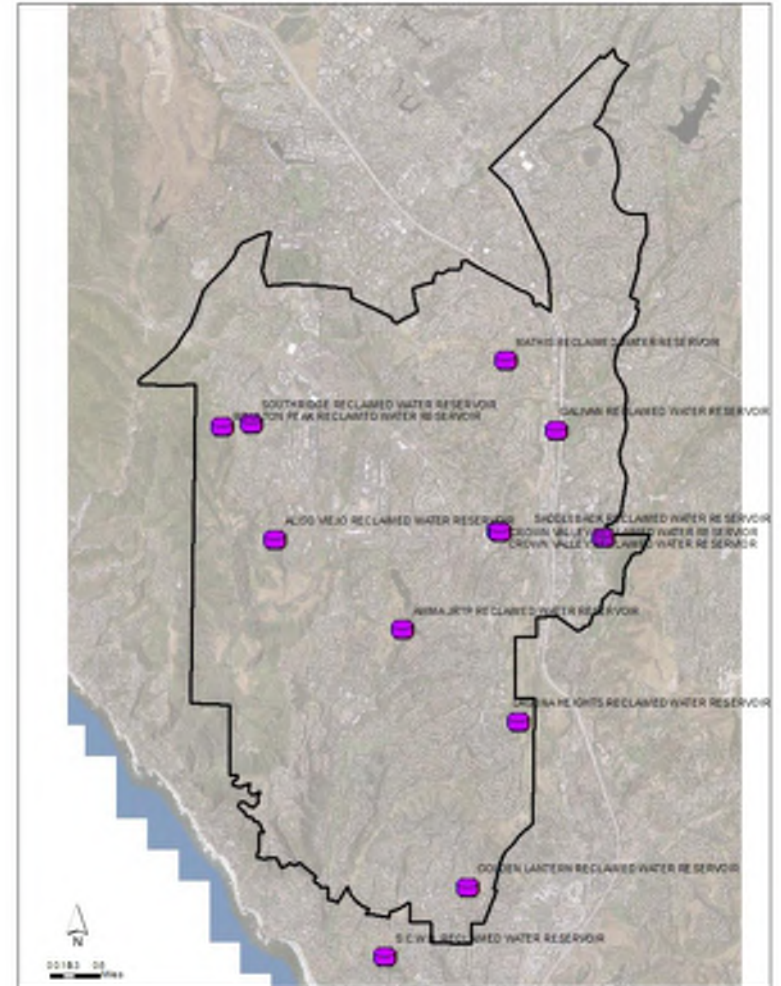 MATHIS RECLAIMED WATER RESERVOIR
SOUTHRIDGE RECLAIMED WATER RESERVOIR
GALIVAN RECLAIMED WATER RESERVOIR
PEAK RECLAIMED WATER RESERVOIR
ALISO VIEJO RECLAIMED WATER RESERVOIR
SADDLEBACK RECLAIMED WATER RESERVOIR
CROWN VALLEY RECLAIMED WATER RESERVOIR
CROWN VALLEY RECLAIMED WATER RESERVOIR
RECLAIMED WATER RESERVOIR
LAGUNA HEIGHTS RECLAIMED WATER RESERVOIR
GOLDEN LANTERN RECLAIMED WATER RESERVOIR
RECLAIMED WATER RESERVOIR
N
Miles